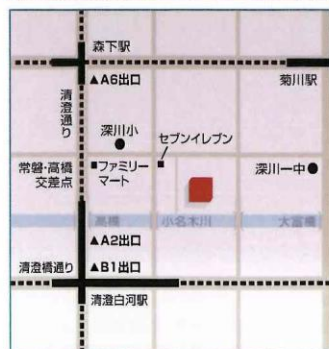 森下駅
▲A6出口
菊川駅
清澄通り
深川小
セブンイレブン
常磐・高橋
交差点
ファミリー
マート
深川一中
高橋
小名木川
大富橋
▲A2出口
清澄橋通り
▲B1出口
清澄白河駅